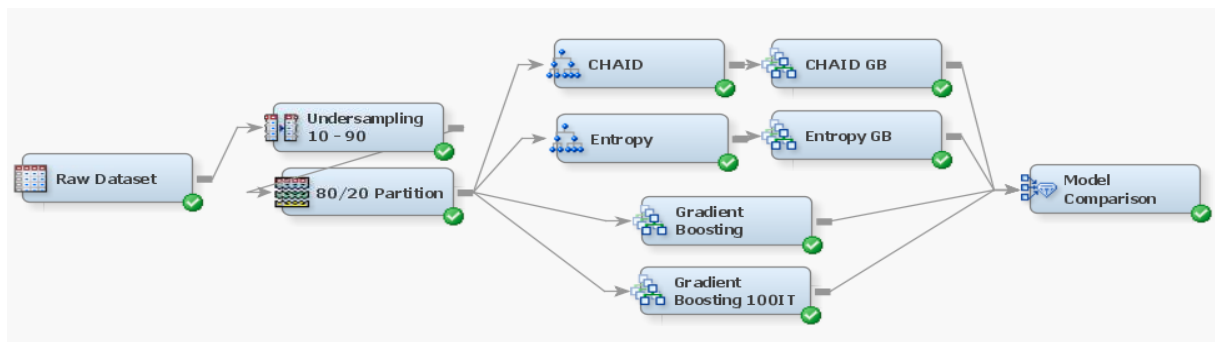 Raw Dataset
Undersampling
10 - 90
80/20 Partition
CHAID
CHAID GB
Entropy
Entropy GB
Gradient
Boosting
Gradient
Boosting 100IT
Model
Comparison